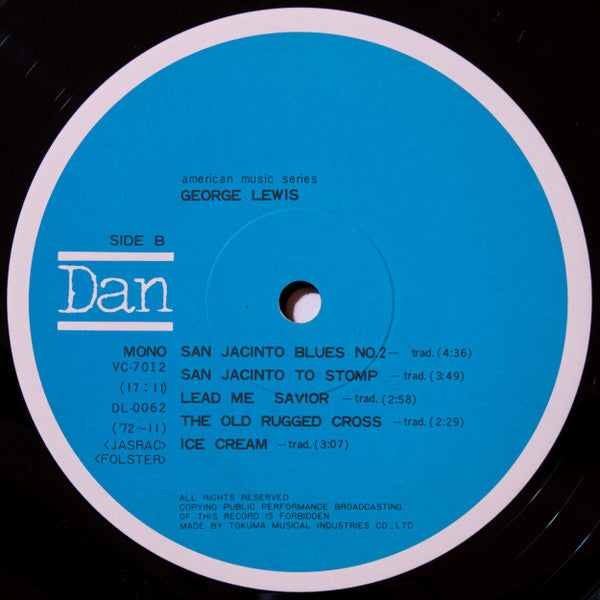 american music series
GEORGE LEWIS
SIDE B
Dan
MONO SAN JACINTO BLUES NO.2 — trad. (4:36)
VC-7012
SAN JACINTO TO STOMP — trad. (3:49)
(17:11)
LEAD ME SAVIOR — trad. (2:58)
DL-0062
THE OLD RUGGED CROSS — trad. (2:29)
('72-11)
<JASRAC> ICE CREAM — trad. (3:07)
<FOLSTER>
ALL RIGHTS RESERVED
COPYING PUBLIC PERFORMANCE BROADCASTING
OF THIS RECORD IS FORBIDDEN
MADE BY TOKUMA MUSICAL INDUSTRIES CO., LTD